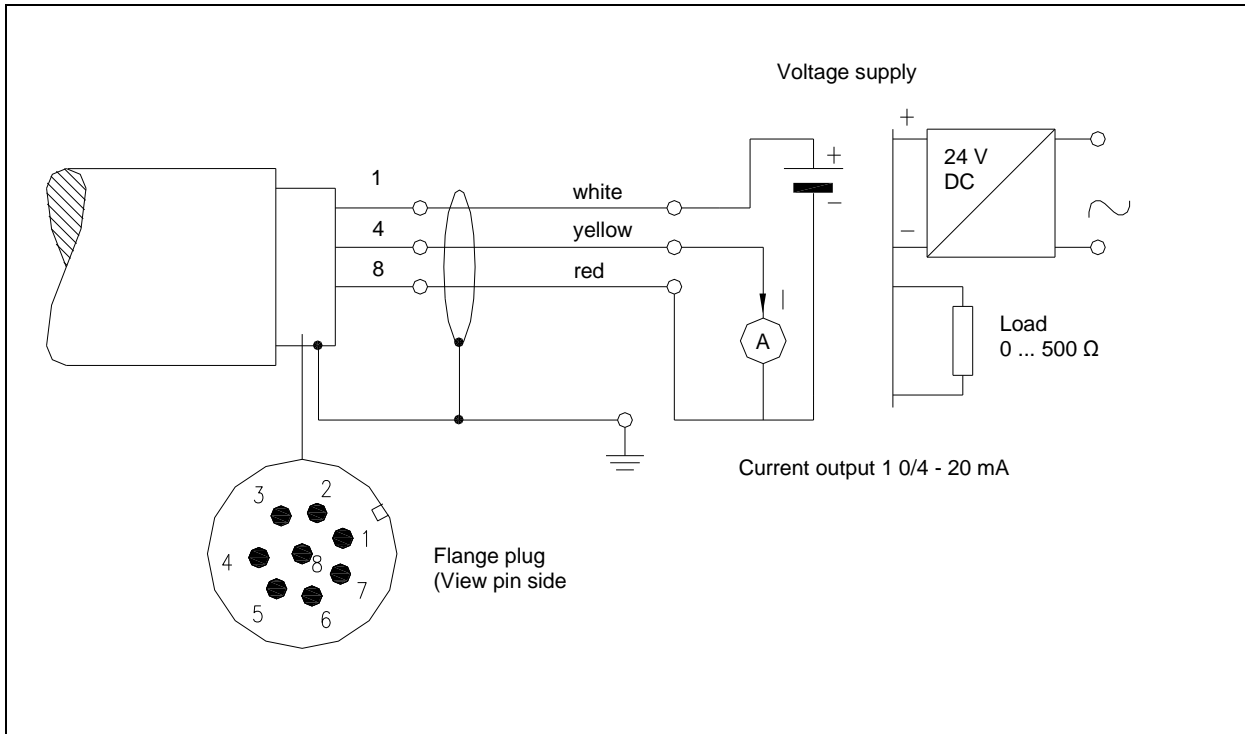 Voltage supply
+
24 V
DC
−
+
−
1
white
4
yellow
8
red
I
A
Load
0 ... 500 Ω
Current output 1 0/4 - 20 mA
3
2
1
4
8
7
5
6
Flange plug
(View pin side